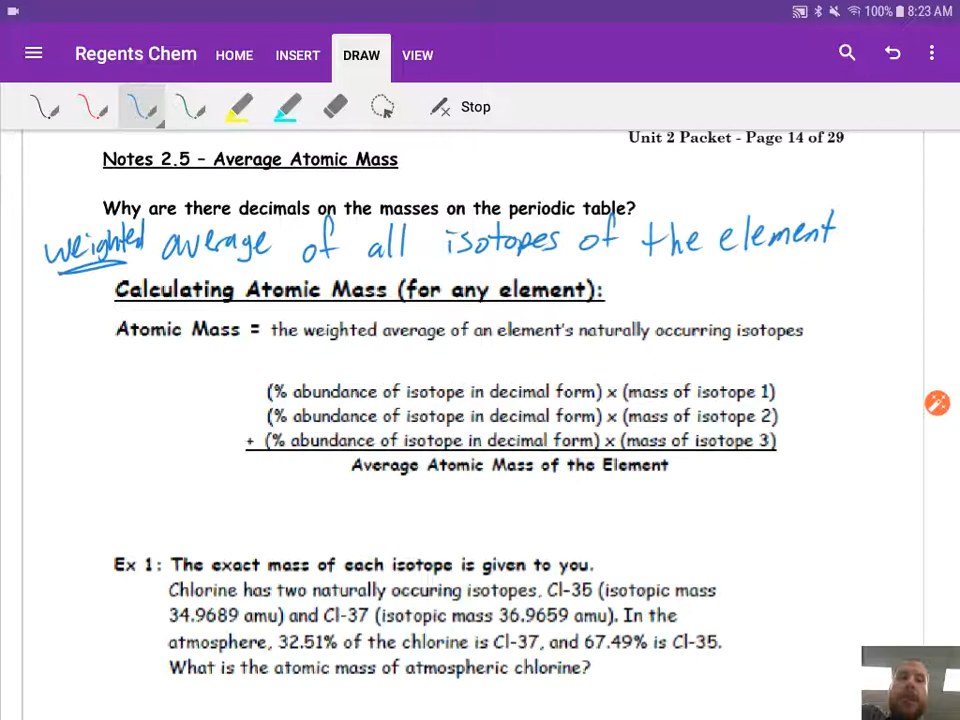 100% 8:23 AM
Regents Chem HOME INSERT DRAW VIEW
Stop
Unit 2 Packet - Page 14 of 29
Notes 2.5 – Average Atomic Mass
Why are there decimals on the masses on the periodic table?
weighted average of all isotopes of the element
Calculating Atomic Mass (for any element):
Atomic Mass = the weighted average of an element's naturally occurring isotopes
(% abundance of isotope in decimal form) x (mass of isotope 1)
(% abundance of isotope in decimal form) x (mass of isotope 2)
+ (% abundance of isotope in decimal form) x (mass of isotope 3)
Average Atomic Mass of the Element
Ex 1: The exact mass of each isotope is given to you.
Chlorine has two naturally occuring isotopes, Cl-35 (isotopic mass
34.9689 amu) and Cl-37 (isotopic mass 36.9659 amu). In the
atmosphere, 32.51% of the chlorine is Cl-37, and 67.49% is Cl-35.
What is the atomic mass of atmospheric chlorine?